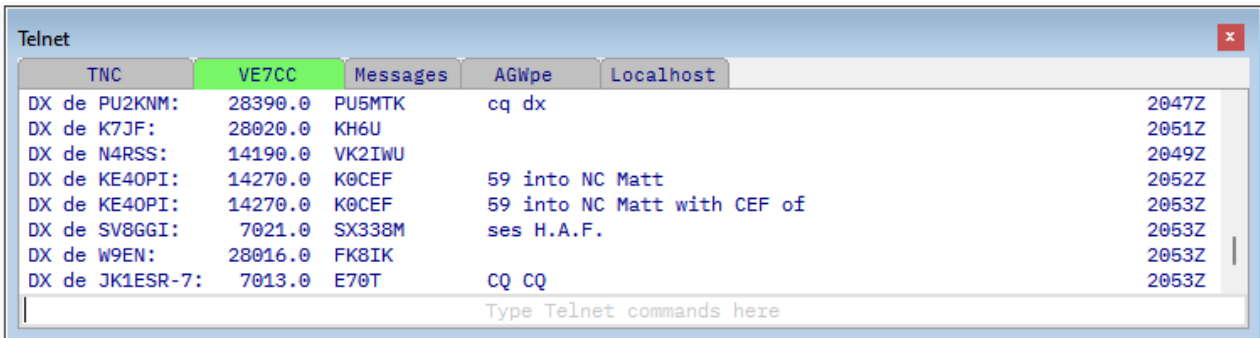 Telnet x
TNC VE7CC Messages AGWpe Localhost
DX de PU2KNM: 28390.0 PU5MTK cq dx 2047Z
DX de K7JF: 28020.0 KH6U 2051Z
DX de N4RSS: 14190.0 VK2IWU 2049Z
DX de KE4OPI: 14270.0 K0CEF 59 into NC Matt 2052Z
DX de KE4OPI: 14270.0 K0CEF 59 into NC Matt with CEF of 2053Z
DX de SV8GGI: 7021.0 SX338M ses H.A.F. 2053Z
DX de W9EN: 28016.0 FK8IK 2053Z
DX de JK1ESR-7: 7013.0 E70T CQ CQ 2053Z
Type Telnet commands here